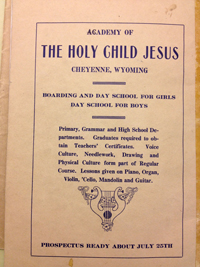 ACADEMY OF
THE HOLY CHILD JESUS
CHEYENNE, WYOMING
BOARDING AND DAY SCHOOL FOR GIRLS
DAY SCHOOL FOR BOYS
Primary, Grammar and High School De-
partments. Graduates required to ob-
tain Teachers' Certificates. Voice
Culture, Needlework, Drawing and
Physical Culture form part of Regular
Course. Lessons given on Piano, Organ,
Violin, 'Cello, Mandolin and Guitar.
PROSPECTUS READY ABOUT JULY 25TH